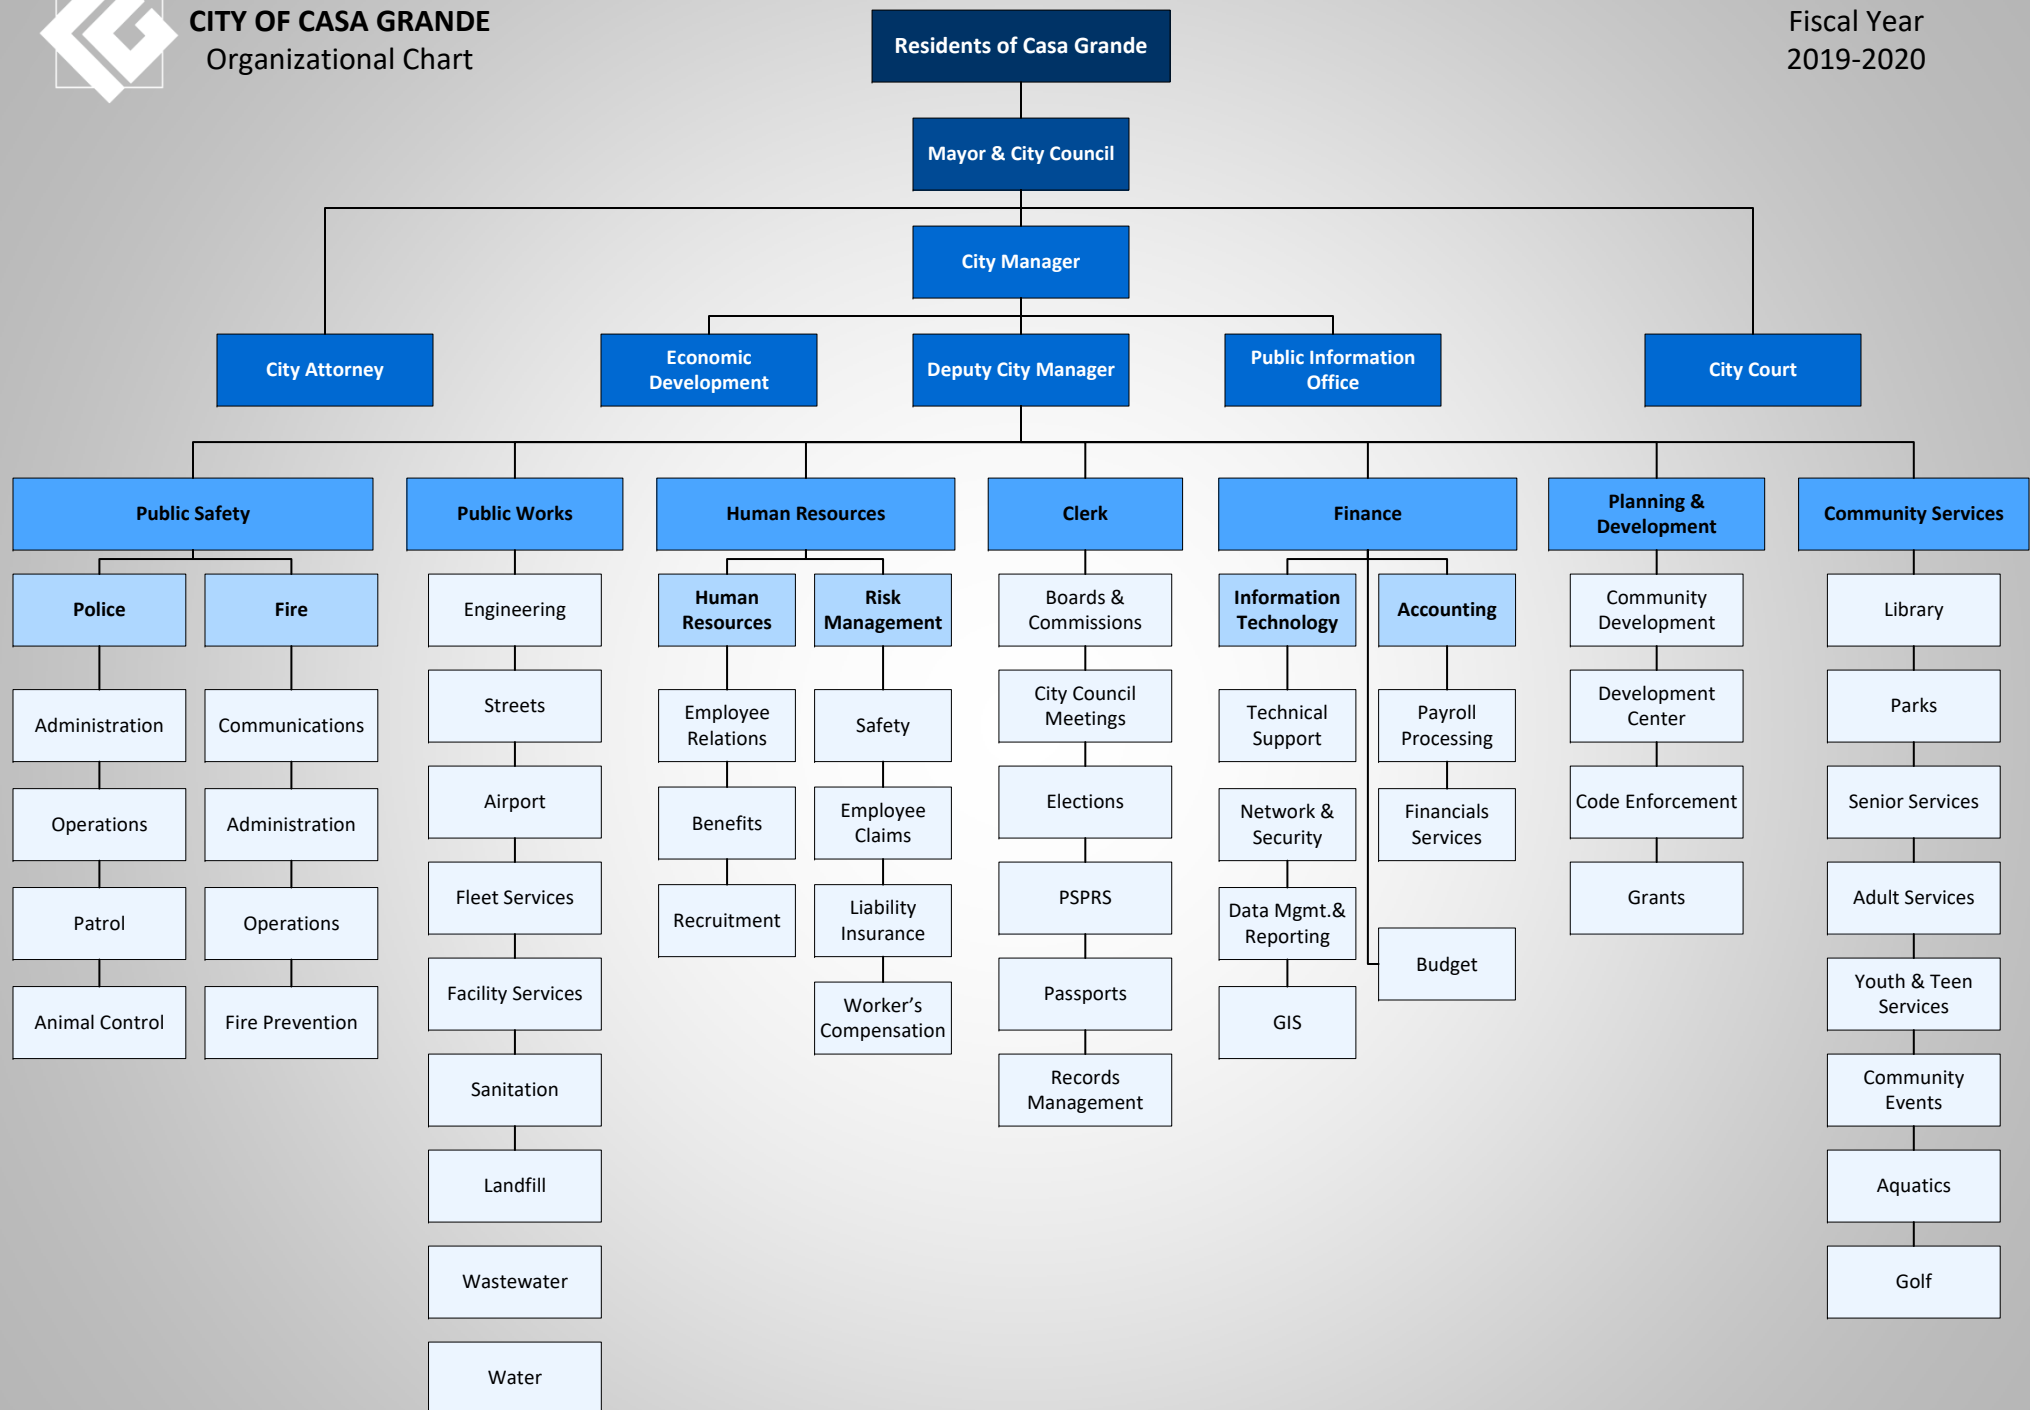 CITY OF CASA GRANDE
Organizational Chart
Fiscal Year
2019-2020
Residents of Casa Grande
Mayor & City Council
City Manager
City Attorney
Economic
Development
Deputy City Manager
Public Information
Office
City Court
Public Safety
Public Works
Human Resources
Clerk
Finance
Planning &
Development
Community Services
Police
Administration
Operations
Patrol
Animal Control
Fire
Communications
Administration
Operations
Fire Prevention
Engineering
Streets
Airport
Fleet Services
Facility Services
Sanitation
Landfill
Wastewater
Water
Human
Resources
Employee
Relations
Benefits
Recruitment
Risk
Management
Safety
Employee
Claims
Liability
Insurance
Worker’s
Compensation
Boards &
Commissions
City Council
Meetings
Elections
PSPRS
Passports
Records
Management
Information
Technology
Technical
Support
Network &
Security
Data Mgmt.&
Reporting
GIS
Accounting
Payroll
Processing
Financials
Services
Budget
Community
Development
Development
Center
Code Enforcement
Grants
Library
Parks
Senior Services
Adult Services
Youth & Teen
Services
Community
Events
Aquatics
Golf